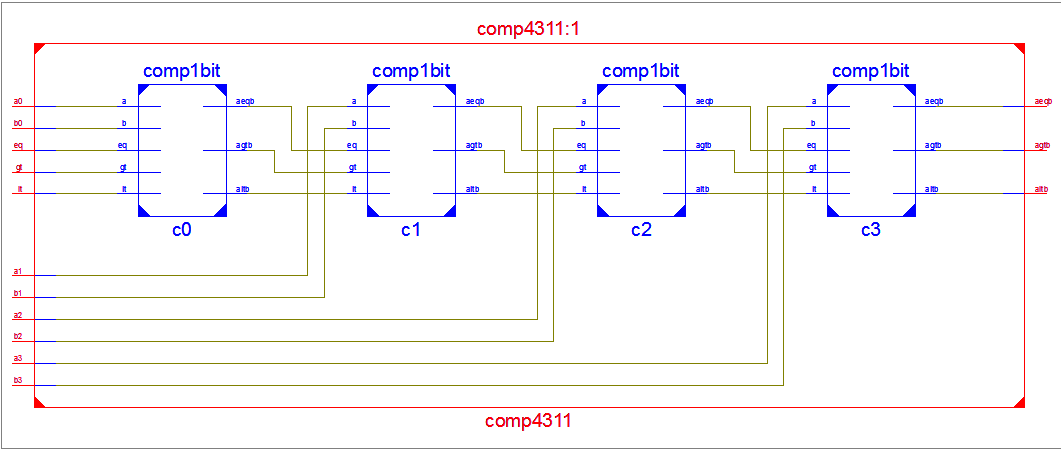 comp4311:1
comp1bit comp1bit comp1bit comp1bit
a0 a aeqb a aeqb a aeqb a aeqb aeqb
b0 b b b b
eq eq agtb eq agtb eq agtb eq agtb agtb
gt gt gt gt gt
lt lt altb lt altb lt altb lt altb altb
c0 c1 c2 c3
a1
b1
a2
b2
a3
b3
comp4311